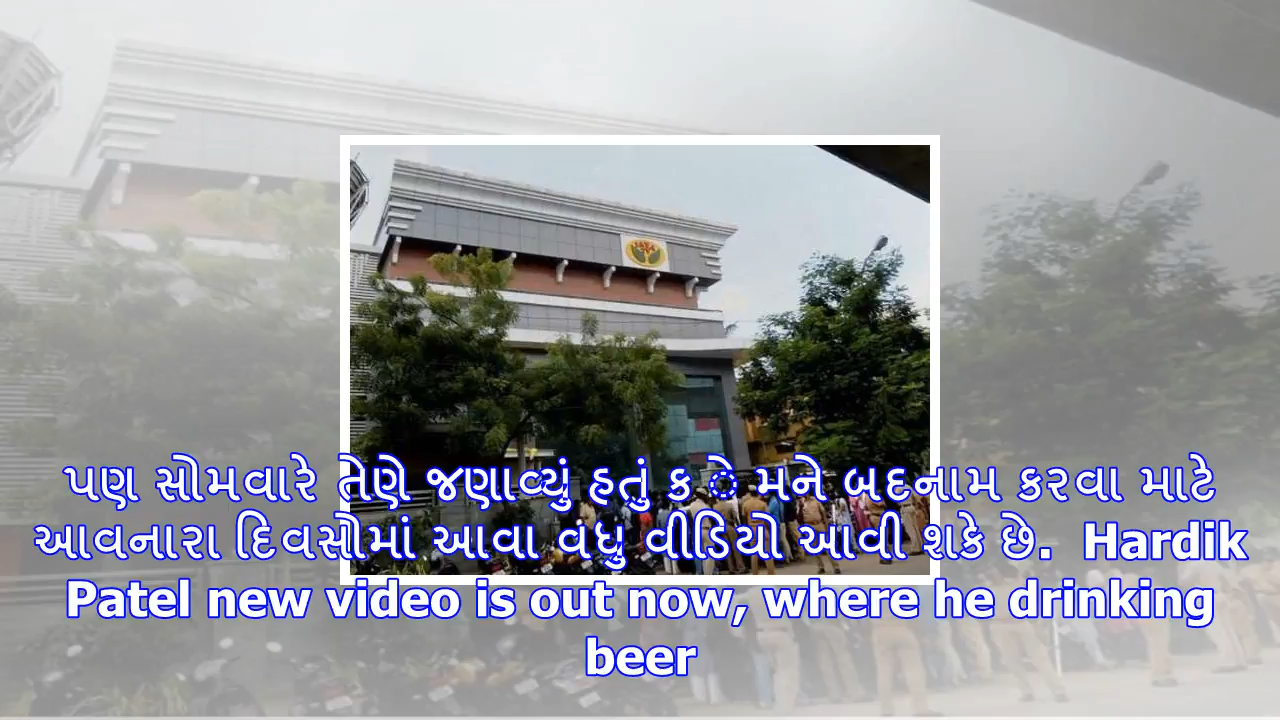 પણ સોમવારે તેણે જણાવ્યું હતું ક ે મને બદનામ કરવા માટે
આવનારા દિવસોમાં આવા વંધુ વીડિયો આવી શકે છે. Hardik
Patel new video is out now, where he drinking
beer